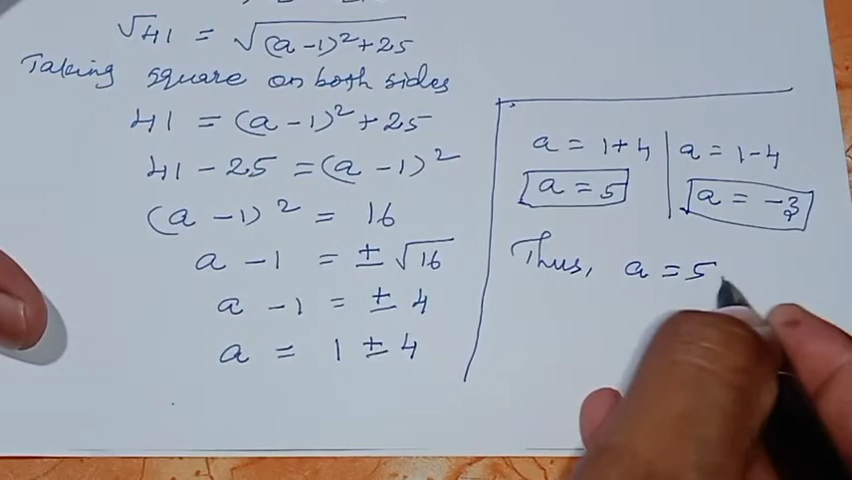 √41 = √(a-1)²+25
Taking square on both sides
41 = (a-1)²+25
41-25 = (a-1)²
(a-1)² = 16
a-1 = ±√16
a-1 = ±4
a = 1±4
a = 1+4
a = 5
a = 1-4
a = -3
Thus, a = 5